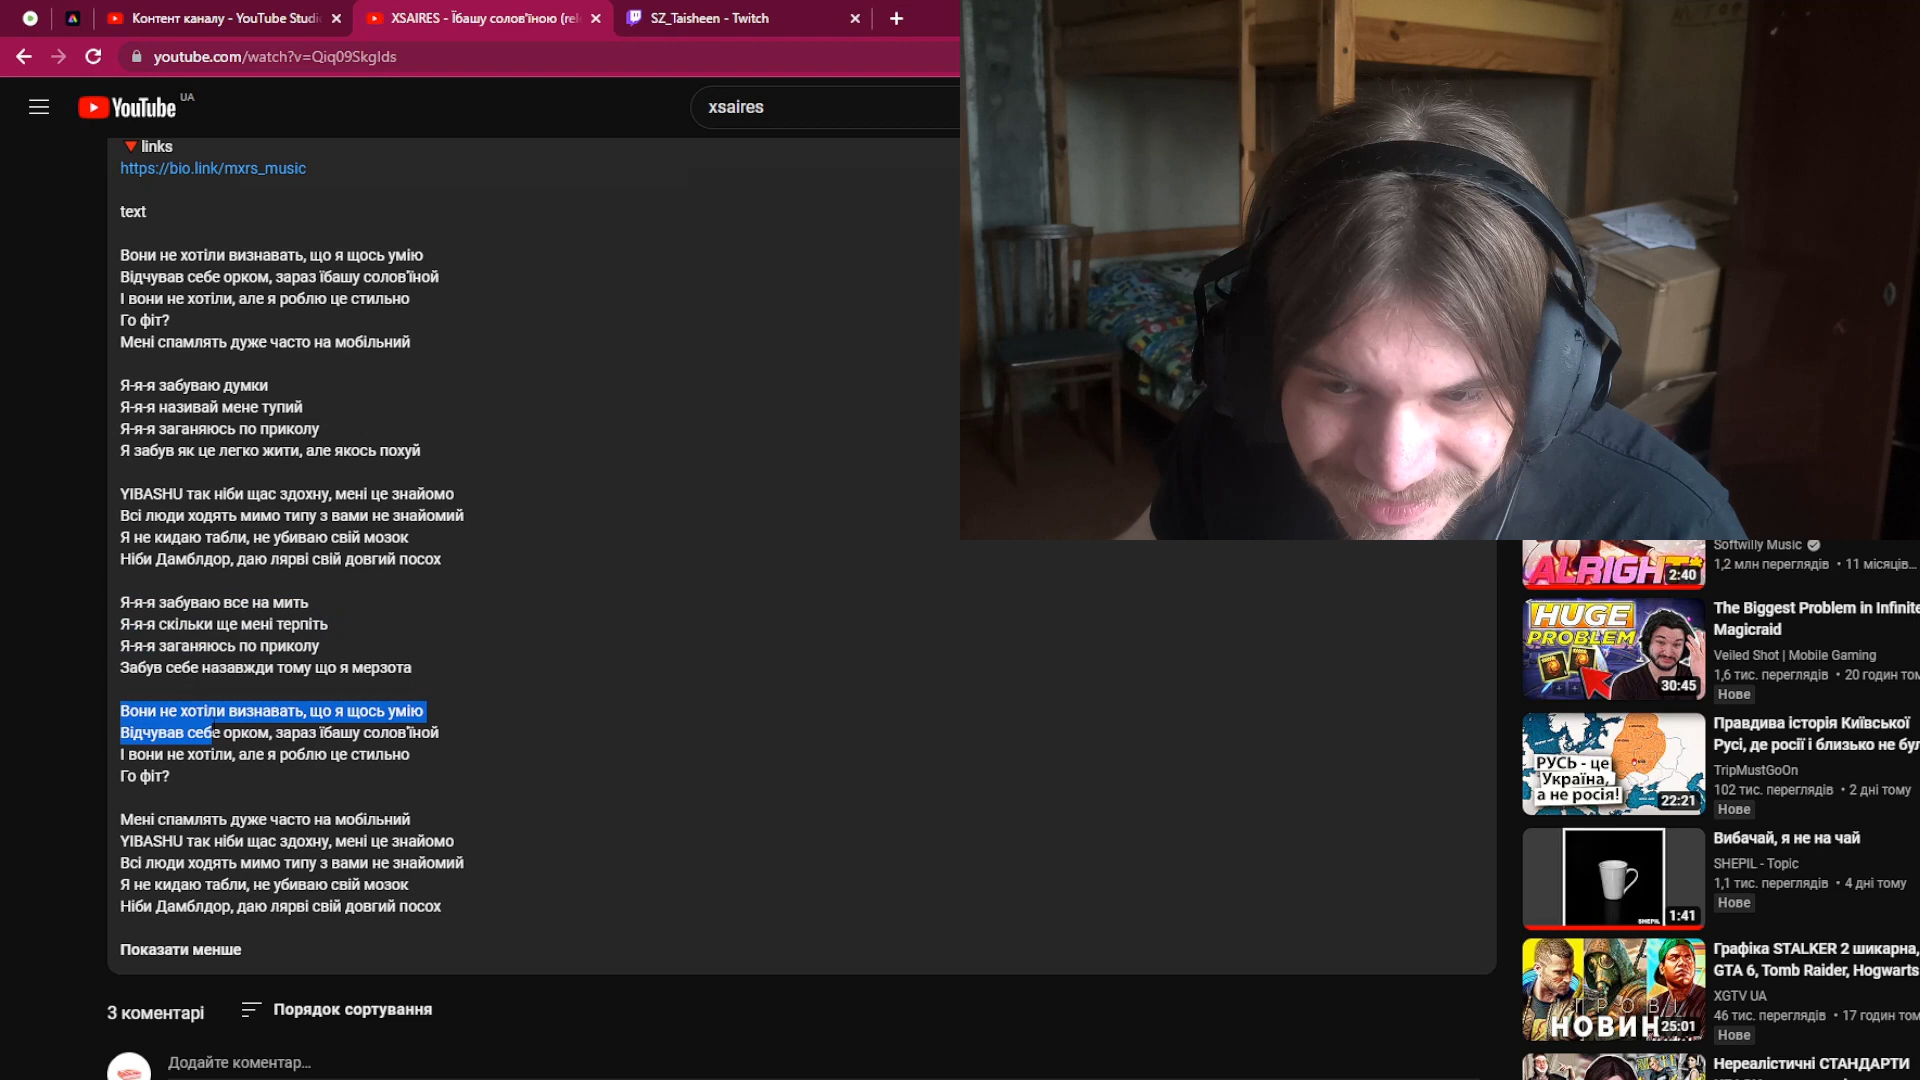 Контент каналу - YouTube Studi
XSAIRES - Їбашу солов'їною (rel
SZ_Taisheen - Twitch
youtube.com/watch?v=Qiq09SkgIds
YouTube UA
xsaires
🔻links
https://bio.link/mxrs_music
text
Вони не хотіли визнавать, що я щось умію
Відчував себе орком, зараз їбашу солов'їной
І вони не хотіли, але я роблю це стильно
Го фіт?
Мені спамлять дуже часто на мобільний
Я-я-я забуваю думки
Я-я-я називай мене тупий
Я-я-я заганяюсь по приколу
Я забув як це легко жити, але якось похуй
YIBASHU так ніби щас здохну, мені це знайомо
Всі люди ходять мимо типу з вами не знайомий
Я не кидаю табли, не убиваю свій мозок
Ніби Дамблдор, даю лярві свій довгий посох
Я-я-я забуваю все на мить
Я-я-я скільки ще мені терпіть
Я-я-я заганяюсь по приколу
Забув себе назавжди тому що я мерзота
Вони не хотіли визнавать, що я щось умію
Відчував себе орком, зараз їбашу солов'їной
І вони не хотіли, але я роблю це стильно
Го фіт?
Мені спамлять дуже часто на мобільний
YIBASHU так ніби щас здохну, мені це знайомо
Всі люди ходять мимо типу з вами не знайомий
Я не кидаю табли, не убиваю свій мозок
Ніби Дамблдор, даю лярві свій довгий посох
Показати менше
3 коментарі
Порядок сортування
Додайте коментар...
ALRIGHT
2:40
Softwilly Music
1,2 млн переглядів • 11 місяців...
HUGE
PROBLEM
30:45
The Biggest Problem in Infinite
Magicraid
Veiled Shot | Mobile Gaming
1,6 тис. переглядів • 20 годин том
Нове
РУСЬ - це
Україна,
а не росія!
22:21
Правдива історія Київської
Русі, де росії і близько не бул
TripMustGoOn
102 тис. переглядів • 2 дні тому
Нове
SHEPIL
1:41
Вибачай, я не на чай
SHEPIL - Topic
1,1 тис. переглядів • 4 дні тому
Нове
ІГРОВІ
НОВИН
25:01
Графіка STALKER 2 шикарна,
GTA 6, Tomb Raider, Hogwarts
XGTV UA
46 тис. переглядів • 17 годин том
Нове
Нереалістичні СТАНДАРТИ